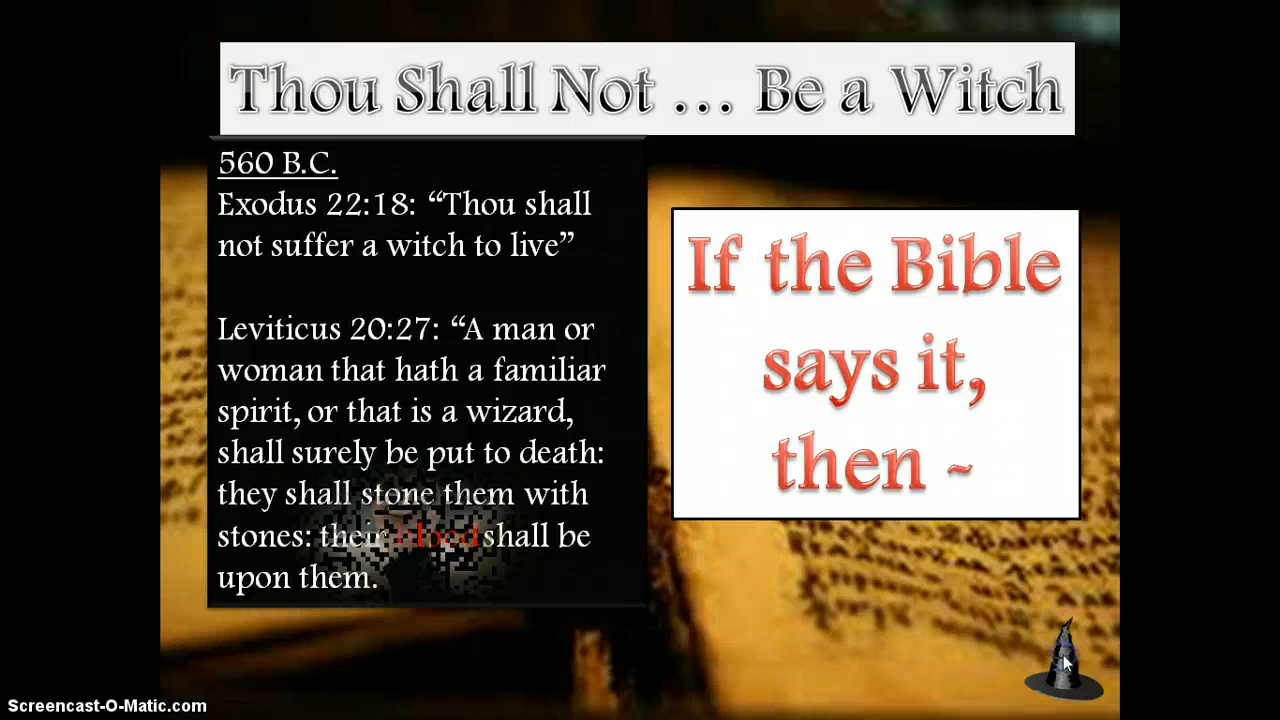 Thou Shall Not ... Be a Witch
560 B.C.
Exodus 22:18: “Thou shall
not suffer a witch to live”
Leviticus 20:27: “A man or
woman that hath a familiar
spirit, or that is a wizard,
shall surely be put to death:
they shall stone them with
stones: their blood shall be
upon them.
If the Bible
says it,
then ~
Screencast-O-Matic.com